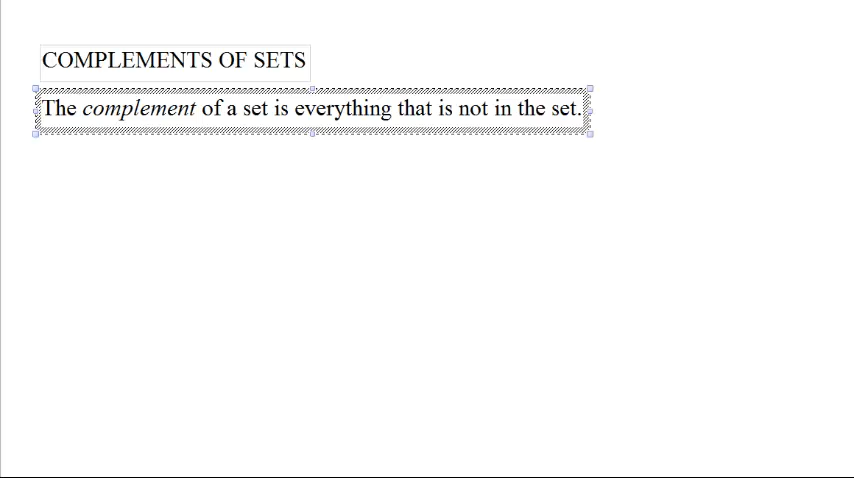 COMPLEMENTS OF SETS
The complement of a set is everything that is not in the set.